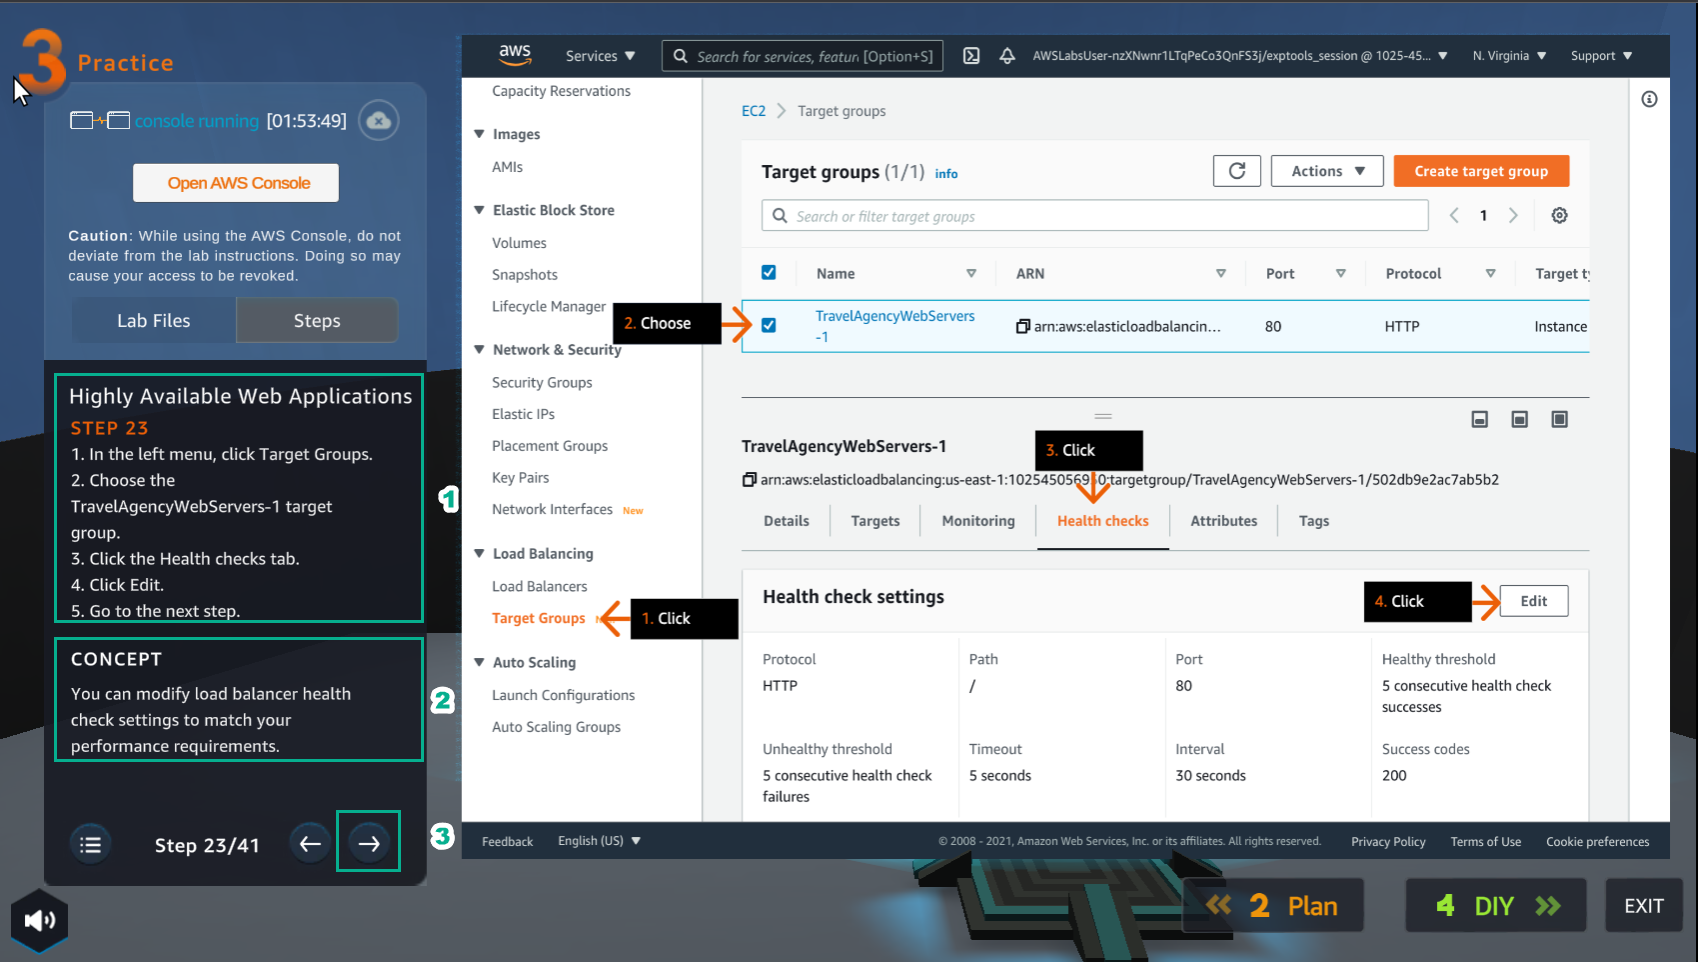 3 Practice
console running [01:53:49]
Open AWS Console
Caution: While using the AWS Console, do not
deviate from the lab instructions. Doing so may
cause your access to be revoked.
Lab Files
Steps
Highly Available Web Applications
STEP 23
1. In the left menu, click Target Groups.
2. Choose the
TravelAgencyWebServers-1 target
group.
3. Click the Health checks tab.
4. Click Edit.
5. Go to the next step.
1
CONCEPT
You can modify load balancer health
check settings to match your
performance requirements.
2
Step 23/41
3
aws
Services
Search for services, featur [Option+S]
AWSLabsUser-nzXNwnr1LTqPeCo3QnFS3j/exptools_session @ 1025-45...
N. Virginia
Support
Capacity Reservations
Images
AMIs
Elastic Block Store
Volumes
Snapshots
Lifecycle Manager
Network & Security
Security Groups
Elastic IPs
Placement Groups
Key Pairs
Network Interfaces New
Load Balancing
Load Balancers
Target Groups
1. Click
Auto Scaling
Launch Configurations
Auto Scaling Groups
EC2 > Target groups
Target groups (1/1) info
Actions
Create target group
Search or filter target groups
1
Name
ARN
Port
Protocol
Target ty
2. Choose
TravelAgencyWebServers
-1
arn:aws:elasticloadbalancin...
80
HTTP
Instance
TravelAgencyWebServers-1
3. Click
arn:aws:elasticloadbalancing:us-east-1:1025450569 0:targetgroup/TravelAgencyWebServers-1/502db9e2ac7ab5b2
Details
Targets
Monitoring
Health checks
Attributes
Tags
Health check settings
4. Click
Edit
Protocol
HTTP
Path
/
Port
80
Healthy threshold
5 consecutive health check
successes
Unhealthy threshold
5 consecutive health check
failures
Timeout
5 seconds
Interval
30 seconds
Success codes
200
Feedback
English (US)
© 2008 - 2021, Amazon Web Services, Inc. or its affiliates. All rights reserved.
Privacy Policy
Terms of Use
Cookie preferences
2 Plan
4 DIY
EXIT